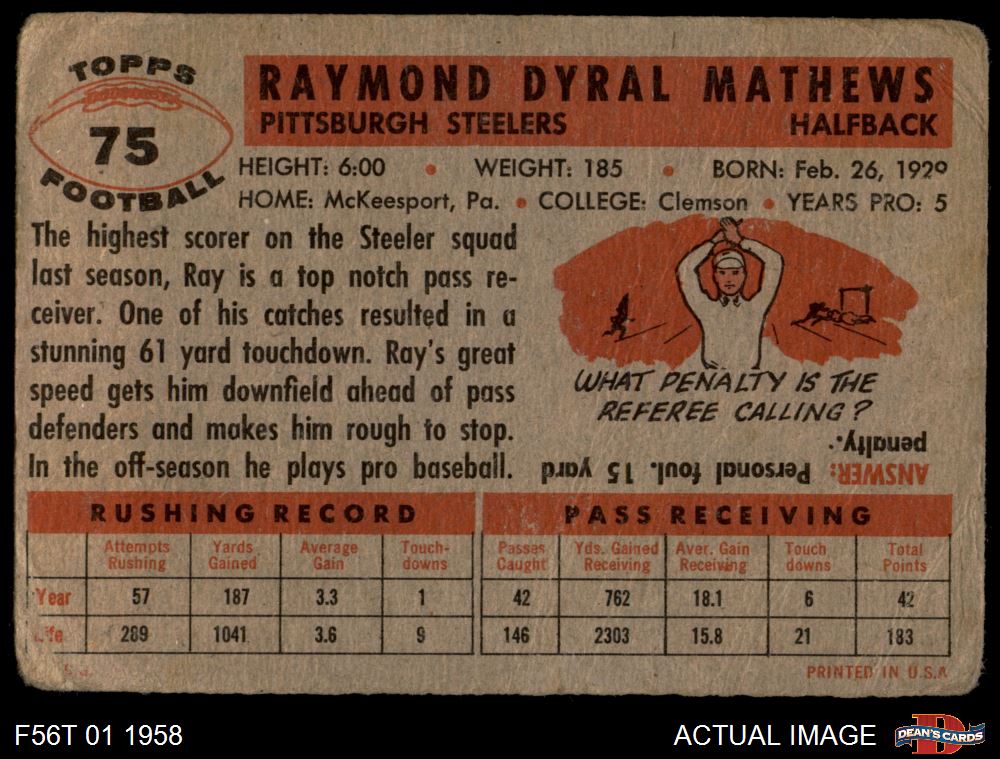 TOPPS
75
FOOTBALL
RAYMOND DYRAL MATHEWS
PITTSBURGH STEELERS HALFBACK
HEIGHT: 6:00 • WEIGHT: 185 • BORN: Feb. 26, 1929
HOME: McKeesport, Pa. • COLLEGE: Clemson • YEARS PRO: 5
The highest scorer on the Steeler squad
last season, Ray is a top notch pass re-
ceiver. One of his catches resulted in a
stunning 61 yard touchdown. Ray's great
speed gets him downfield ahead of pass
defenders and makes him rough to stop.
In the off-season he plays pro baseball.
WHAT PENALTY IS THE
REFEREE CALLING?
ANSWER: Personal foul. 15 yard
penalty.
RUSHING RECORD
Attempts Rushing Yards Gained Average Gain Touch-downs
Year 57 187 3.3 1
Life 289 1041 3.6 9
PASS RECEIVING
Passes Caught Yds. Gained Receiving Aver. Gain Receiving Touch downs Total Points
42 762 18.1 6 42
146 2303 15.8 21 183
PRINTED IN U.S.A
F56T 01 1958
ACTUAL IMAGE
D
DEAN'S CARDS